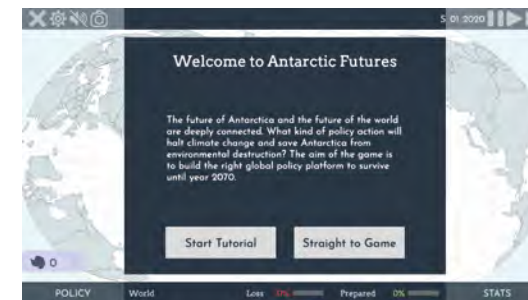 5 01 2020
Welcome to Antarctic Futures
The future of Antarctica and the future of the world
are deeply connected. What kind of policy action will
halt climate change and save Antarctica from
environmental destruction? The aim of the game is
to build the right global policy platform to survive
until year 2070.
Start Tutorial Straight to Game
0
POLICY World Loss 0% Prepared 0% STATS